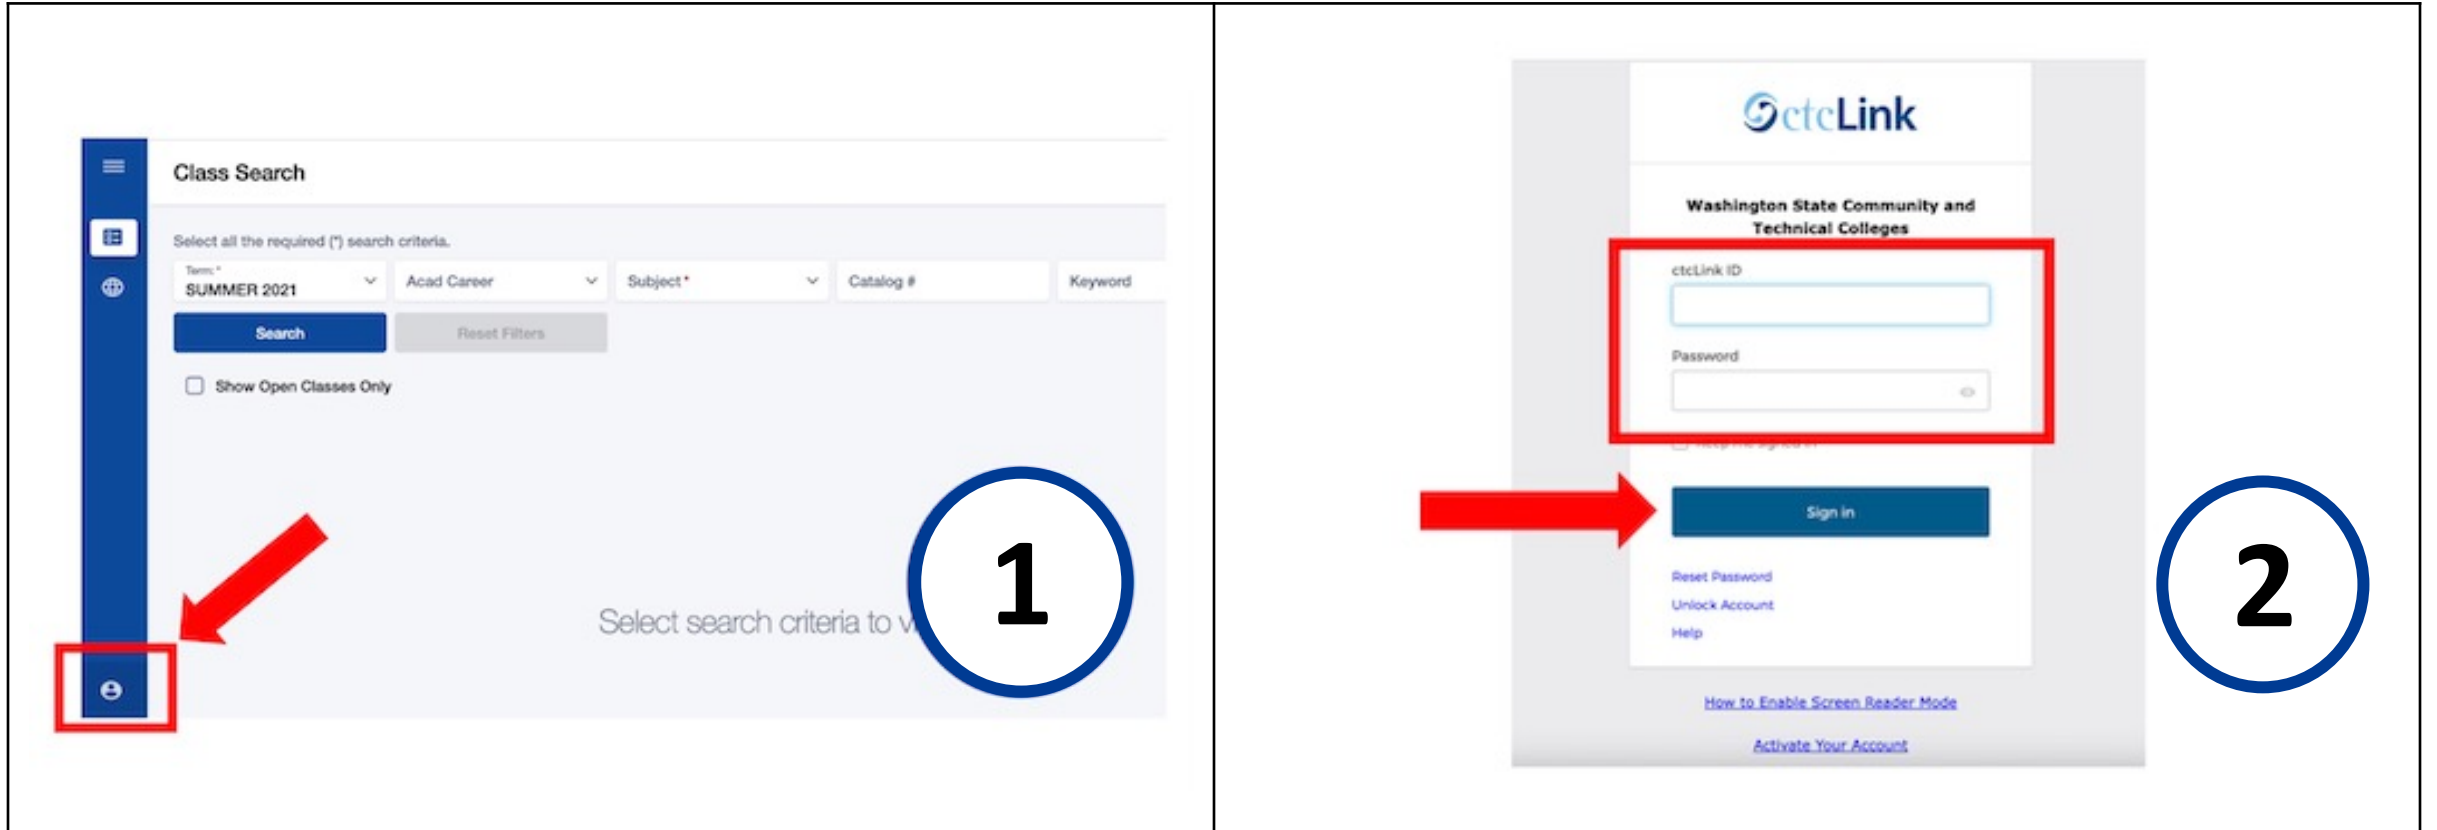 Class Search
Select all the required (*) search criteria.
Term: *
SUMMER 2021
Acad Career
Subject *
Catalog #
Keyword
Search
Reset Filters
Show Open Classes Only
Select search criteria to
1
ctcLink
Washington State Community and
Technical Colleges
ctcLink ID
Password
Sign in
Reset Password
Unlock Account
Help
How to Enable Screen Reader Mode
Activate Your Account
2